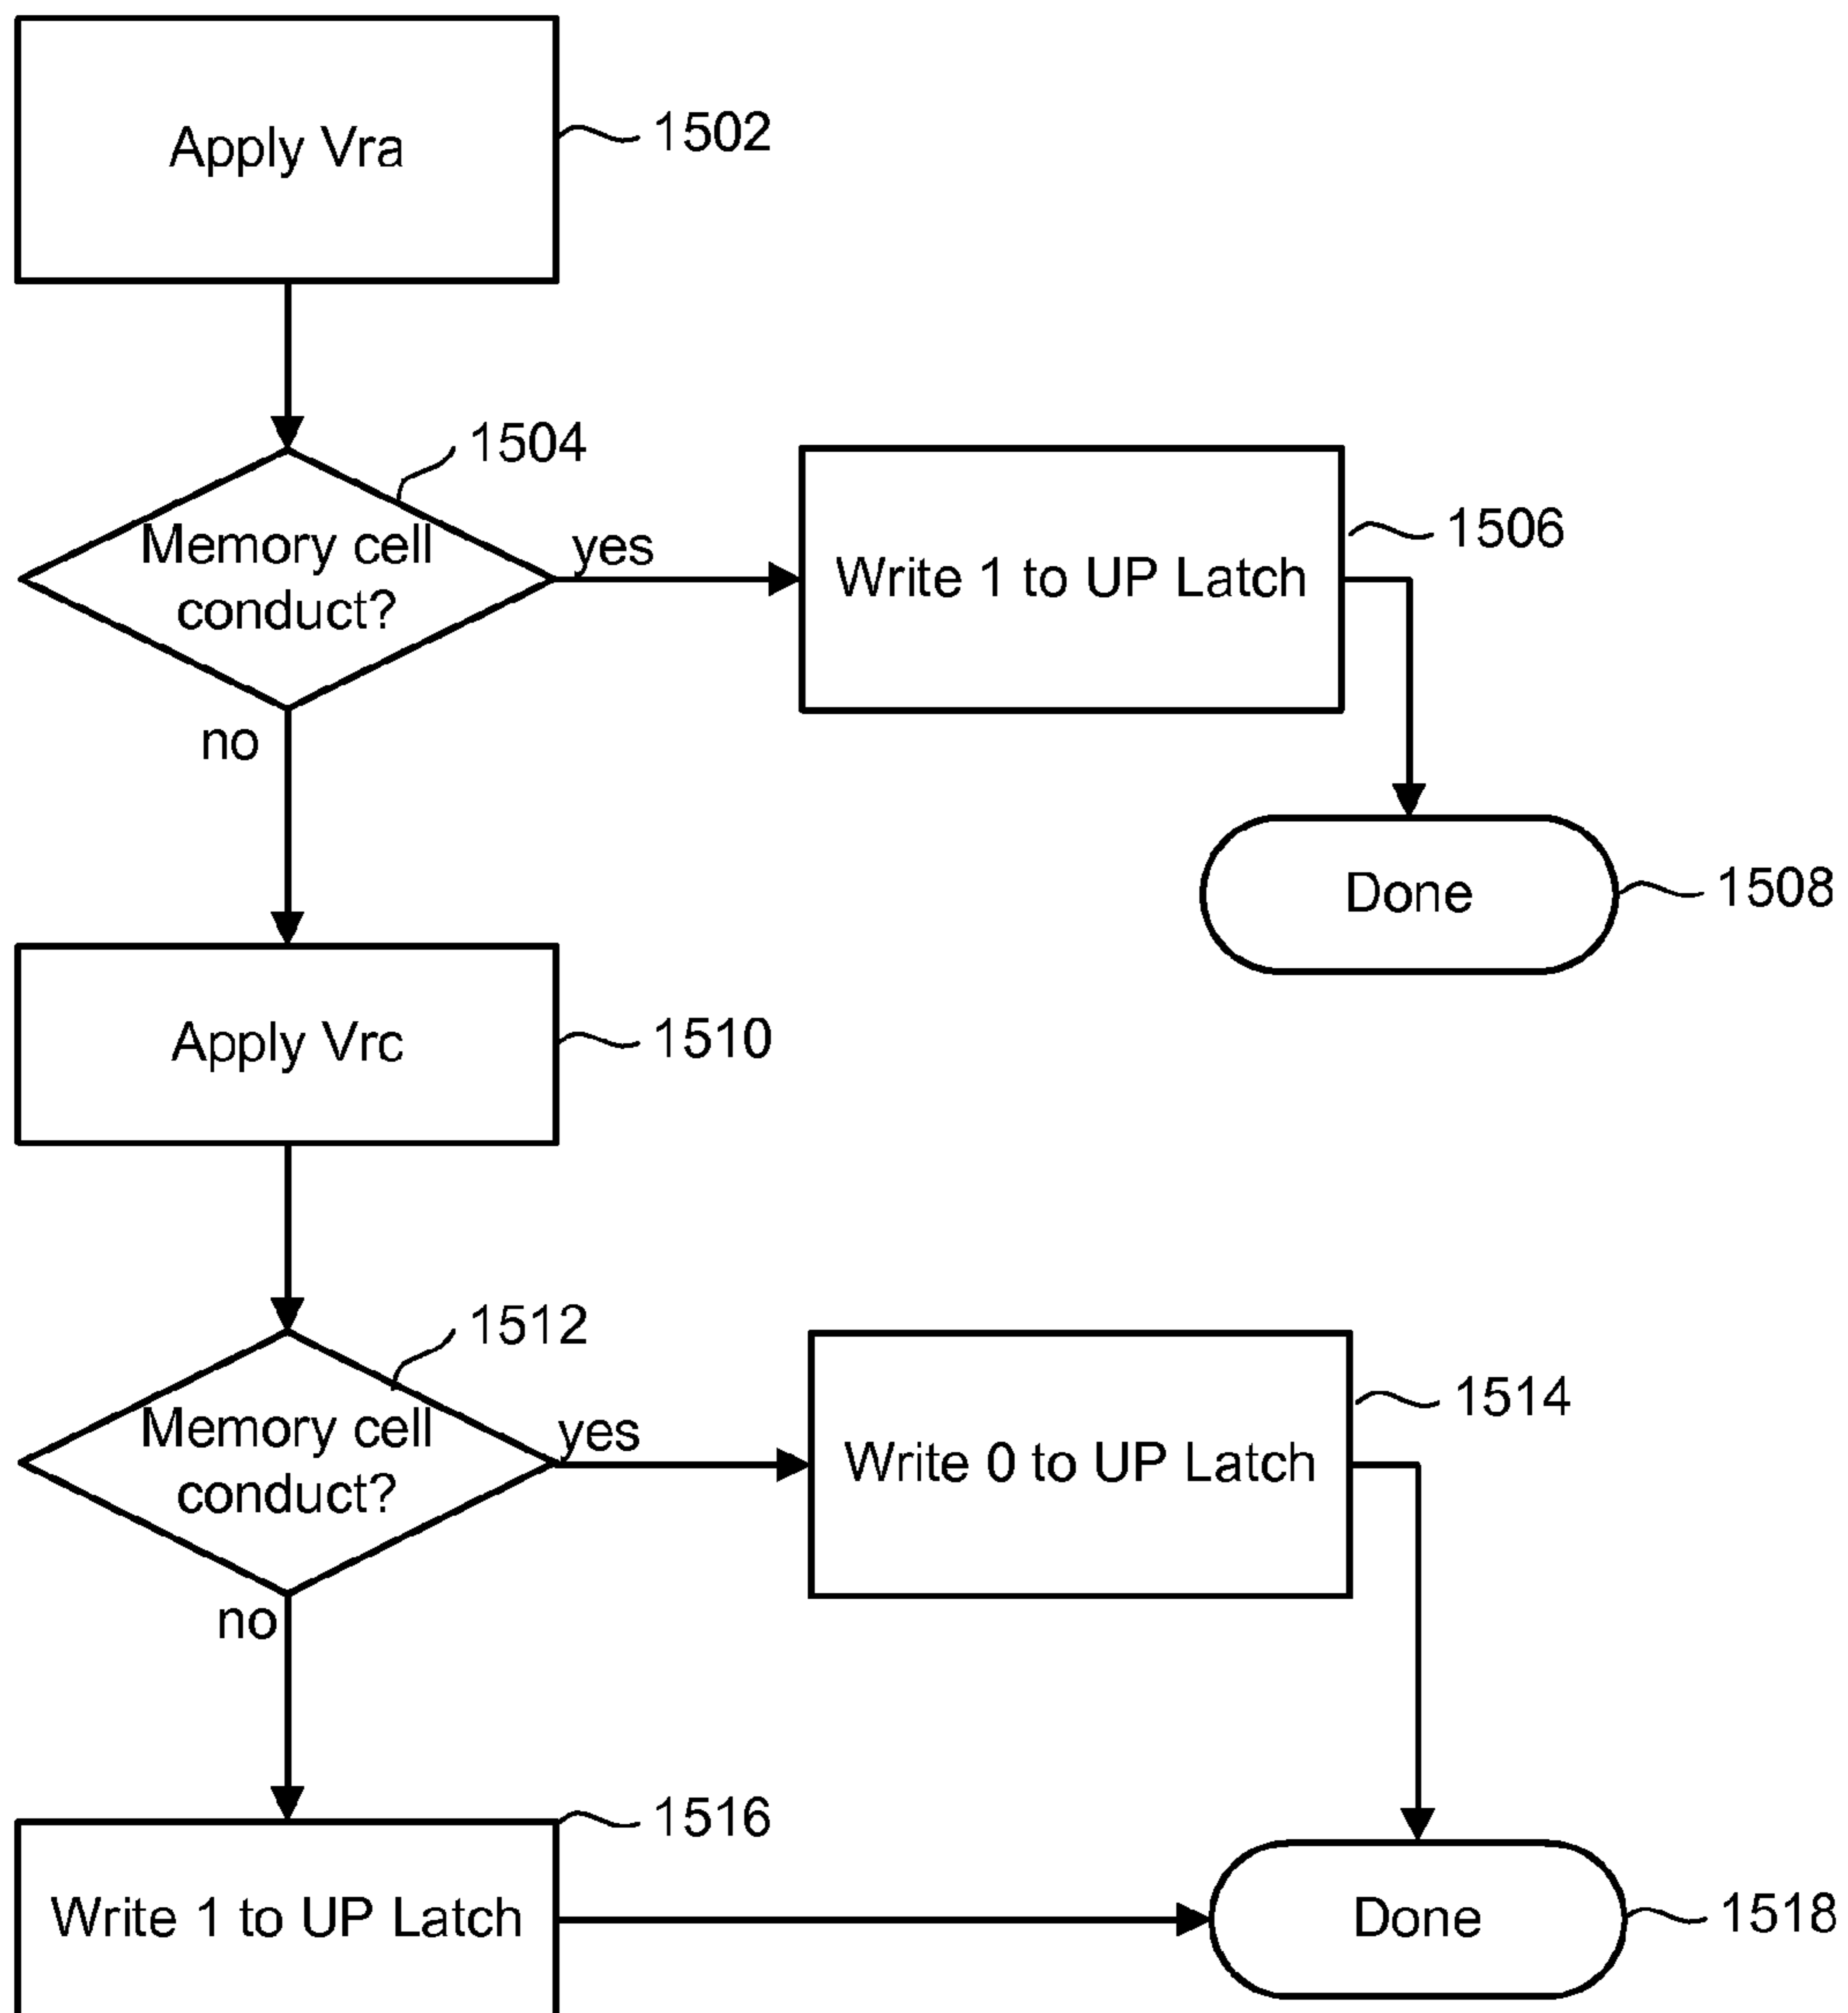 Apply Vra
1502
1504
Memory cell
conduct?
yes
Write 1 to UP Latch
1506
no
Done
1508
Apply Vrc
1510
1512
Memory cell
conduct?
yes
Write 0 to UP Latch
1514
no
1516
Write 1 to UP Latch
Done
1518